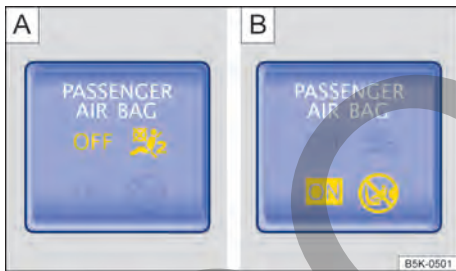 A
PASSENGER
AIR BAG
OFF
B
PASSENGER
AIR BAG
ON
B5K-0501